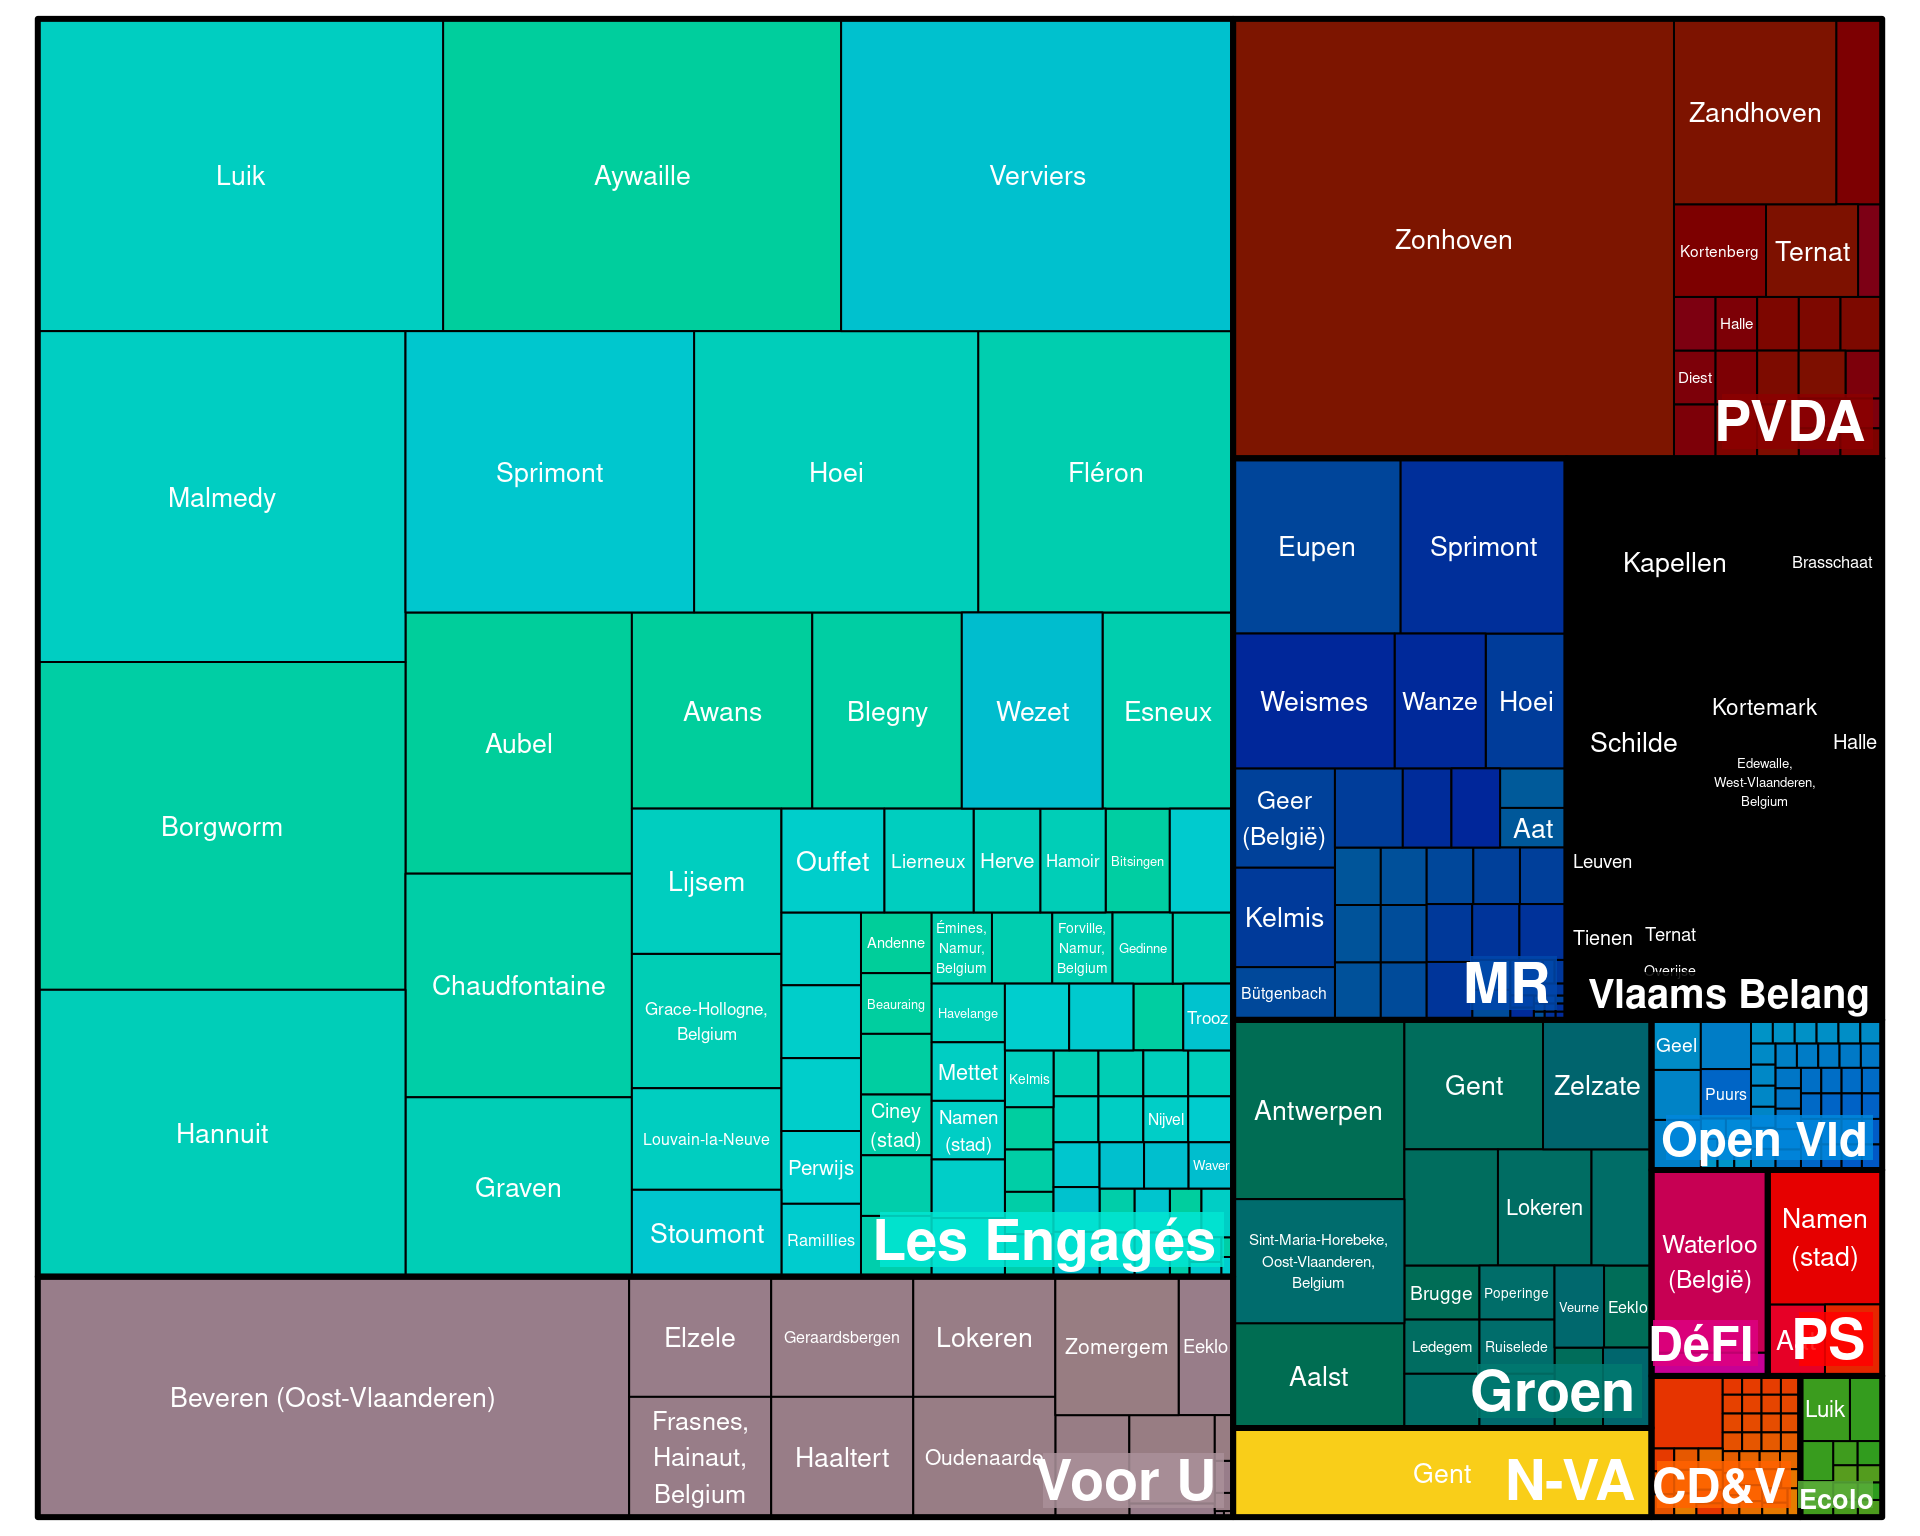 Luik
Aywaille
Verviers
Malmedy
Sprimont
Hoei
Fléron
Borgworm
Aubel
Awans
Blegny
Wezet
Esneux
Hannuit
Chaudfontaine
Graven
Lijsem
Grace-Hollogne,
Belgium
Louvain-la-Neuve
Stoumont
Ouffet
Lierneux
Herve
Hamoir
Bitsingen
Perwijs
Ramillies
Andenne
Beauraing
Ciney
(stad)
Émines,
Namur,
Belgium
Forville,
Namur,
Belgium
Gedinne
Havelange
Mettet
Namen
(stad)
Trooz
Kelmis
Nijvel
Waver
Les Engagés
Beveren (Oost-Vlaanderen)
Elzele
Geraardsbergen
Lokeren
Zomergem
Eeklo
Frasnes,
Hainaut,
Belgium
Haaltert
Oudenaarde
Voor U
Zonhoven
Zandhoven
Kortenberg
Ternat
Halle
Diest
PVDA
Eupen
Sprimont
Weismes
Wanze
Hoei
Geer
(België)
Aat
Kelmis
Bütgenbach
MR
Kapellen
Brasschaat
Schilde
Kortemark
Halle
Edewalle,
West-Vlaanderen,
Belgium
Leuven
Tienen
Ternat
Overijse
Vlaams Belang
Antwerpen
Gent
Zelzate
Lokeren
Sint-Maria-Horebeke,
Oost-Vlaanderen,
Belgium
Brugge
Poperinge
Veurne
Eeklo
Ledegem
Ruiselede
Aalst
Groen
Gent
N-VA
Geel
Puurs
Open Vld
Waterloo
(België)
DéFI
Namen
(stad)
PS
CD&V
Luik
Ecolo